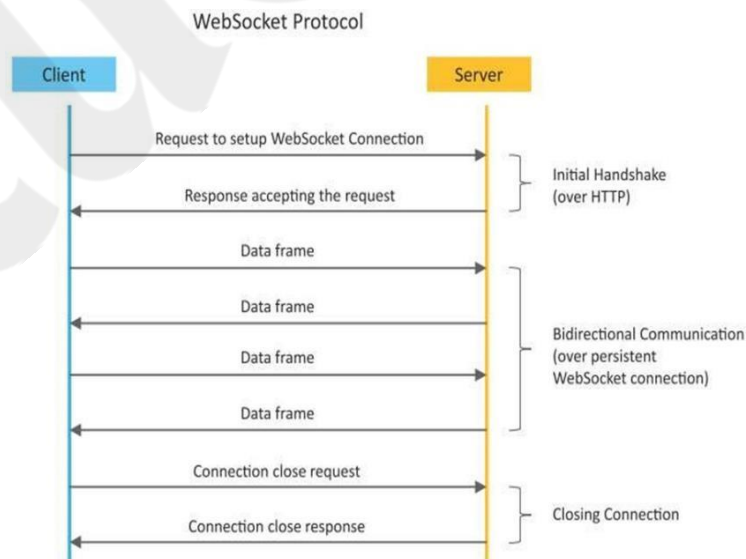 WebSocket Protocol
Client
Server
Request to setup WebSocket Connection
Response accepting the request
Initial Handshake
(over HTTP)
Data frame
Data frame
Data frame
Data frame
Bidirectional Communication
(over persistent
WebSocket connection)
Connection close request
Connection close response
Closing Connection